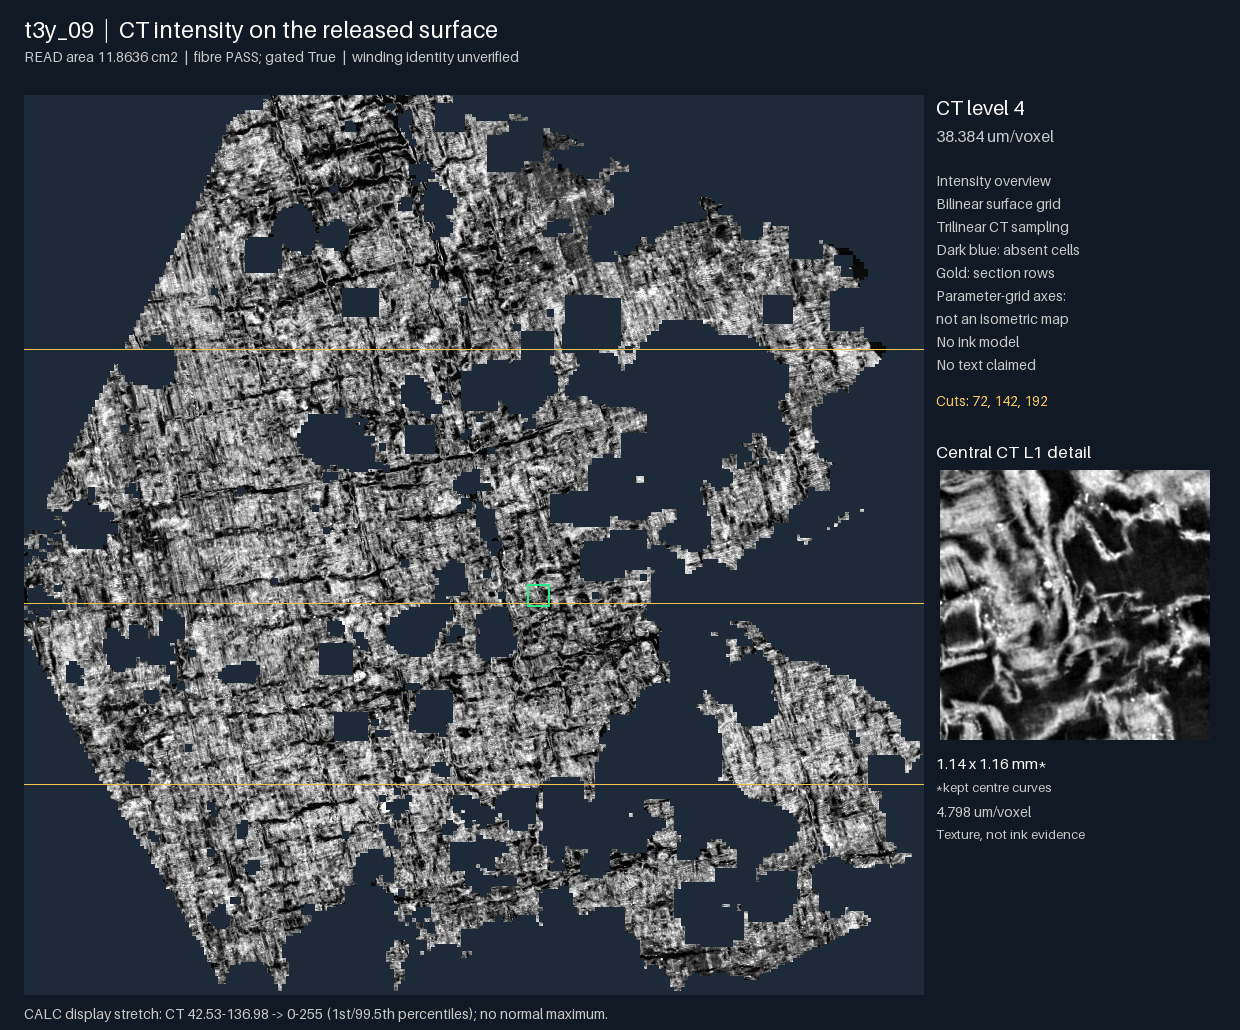 t3y_09 | CT intensity on the released surface
READ area 11.8636 cm2 | fibre PASS; gated True | winding identity unverified
CT level 4
38.384 um/voxel
Intensity overview
Bilinear surface grid
Trilinear CT sampling
Dark blue: absent cells
Gold: section rows
Parameter-grid axes:
not an isometric map
No ink model
No text claimed
Cuts: 72, 142, 192
Central CT L1 detail
1.14 x 1.16 mm*
*kept centre curves
4.798 um/voxel
Texture, not ink evidence
CALC display stretch: CT 42.53-136.98 -> 0-255 (1st/99.5th percentiles); no normal maximum.